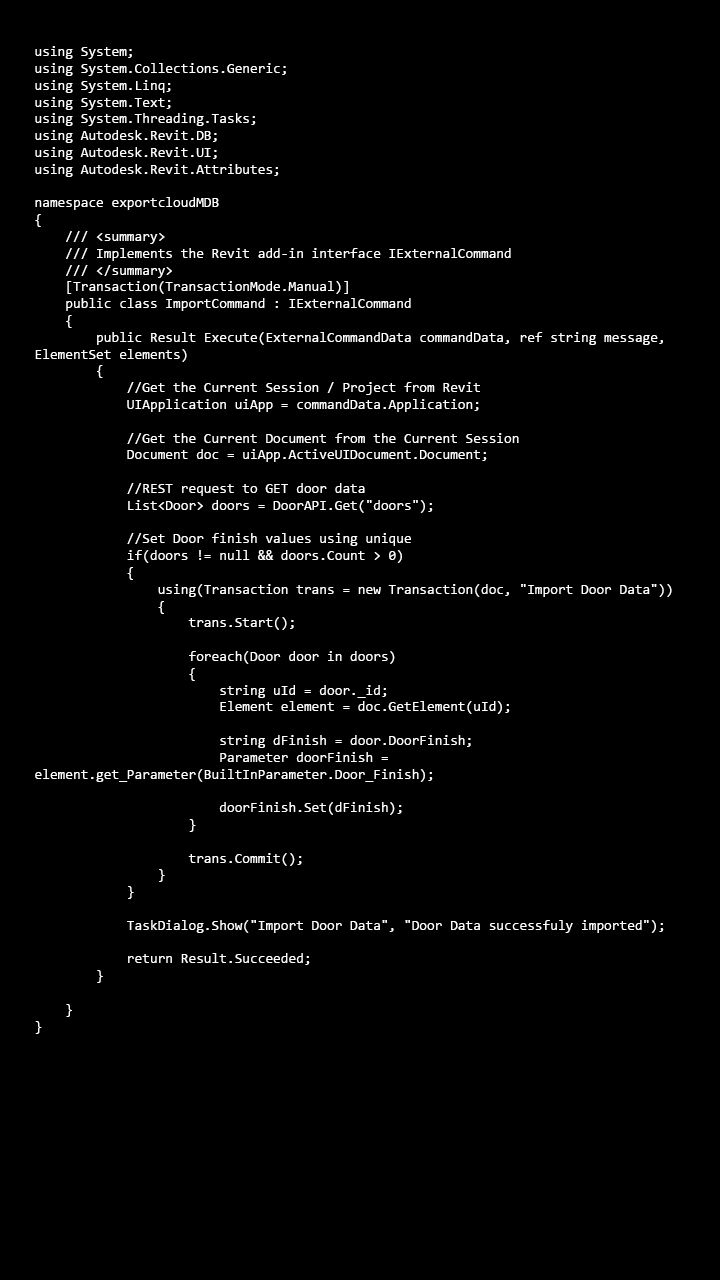 using System;
using System.Collections.Generic;
using System.Linq;
using System.Text;
using System.Threading.Tasks;
using Autodesk.Revit.DB;
using Autodesk.Revit.UI;
using Autodesk.Revit.Attributes;

namespace exportcloudMDB
{
    /// <summary>
    /// Implements the Revit add-in interface IExternalCommand
    /// </summary>
    [Transaction(TransactionMode.Manual)]
    public class ImportCommand : IExternalCommand
    {
        public Result Execute(ExternalCommandData commandData, ref string message,
ElementSet elements)
        {
            //Get the Current Session / Project from Revit
            UIApplication uiApp = commandData.Application;

            //Get the Current Document from the Current Session
            Document doc = uiApp.ActiveUIDocument.Document;

            //REST request to GET door data
            List<Door> doors = DoorAPI.Get("doors");

            //Set Door finish values using unique
            if(doors != null && doors.Count > 0)
            {
                using(Transaction trans = new Transaction(doc, "Import Door Data"))
                {
                    trans.Start();

                    foreach(Door door in doors)
                    {
                        string uId = door._id;
                        Element element = doc.GetElement(uId);

                        string dFinish = door.DoorFinish;
                        Parameter doorFinish =
element.get_Parameter(BuiltInParameter.Door_Finish);

                        doorFinish.Set(dFinish);
                    }

                    trans.Commit();
                }
            }

            TaskDialog.Show("Import Door Data", "Door Data successfuly imported");

            return Result.Succeeded;
        }

    }
}